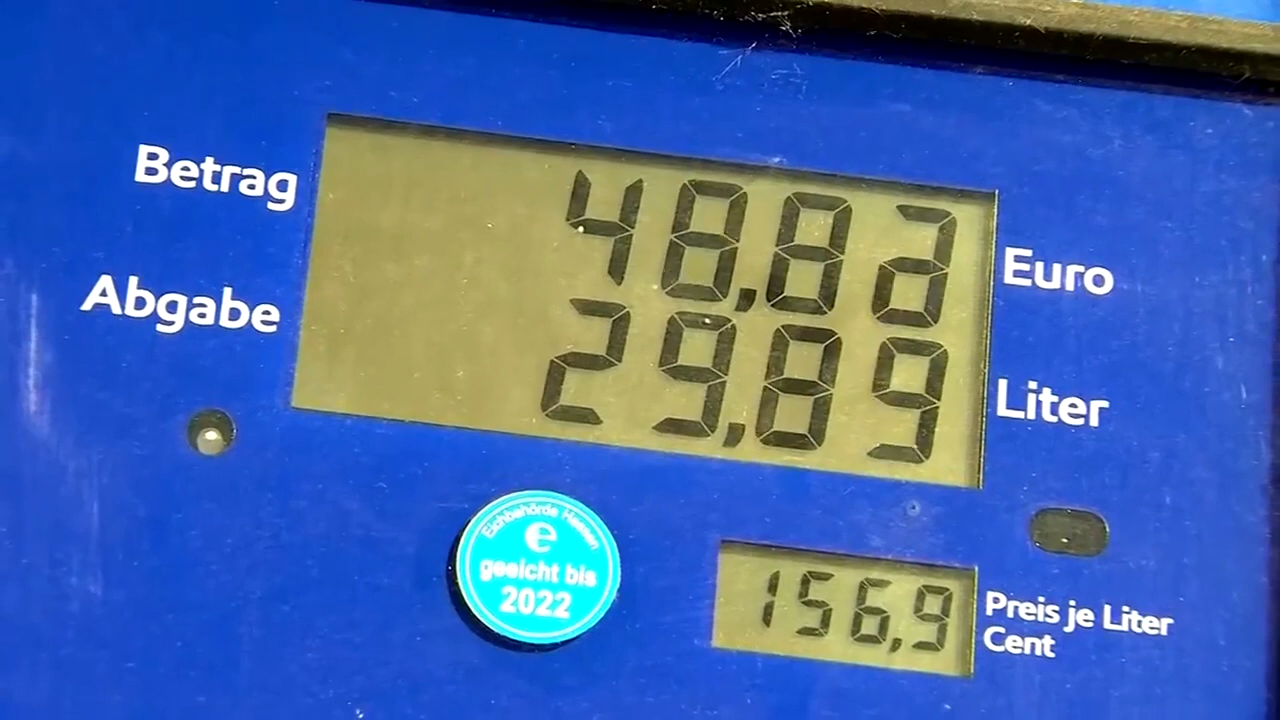 Betrag
Euro
Abgabe
29,89
Liter
Eichbehörde Hessen
e
geeicht bis
2022
156,9
Preis je Liter
Cent